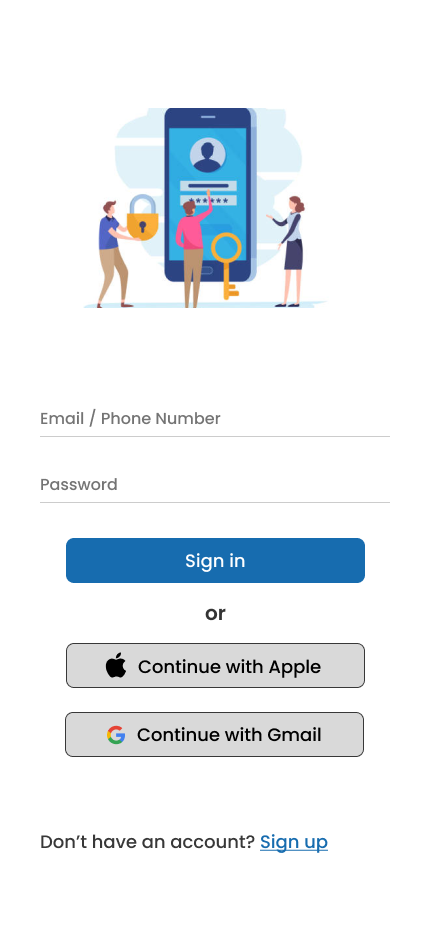 ******
Email / Phone Number
Password
Sign in
or
Continue with Apple
Continue with Gmail
Don’t have an account? Sign up